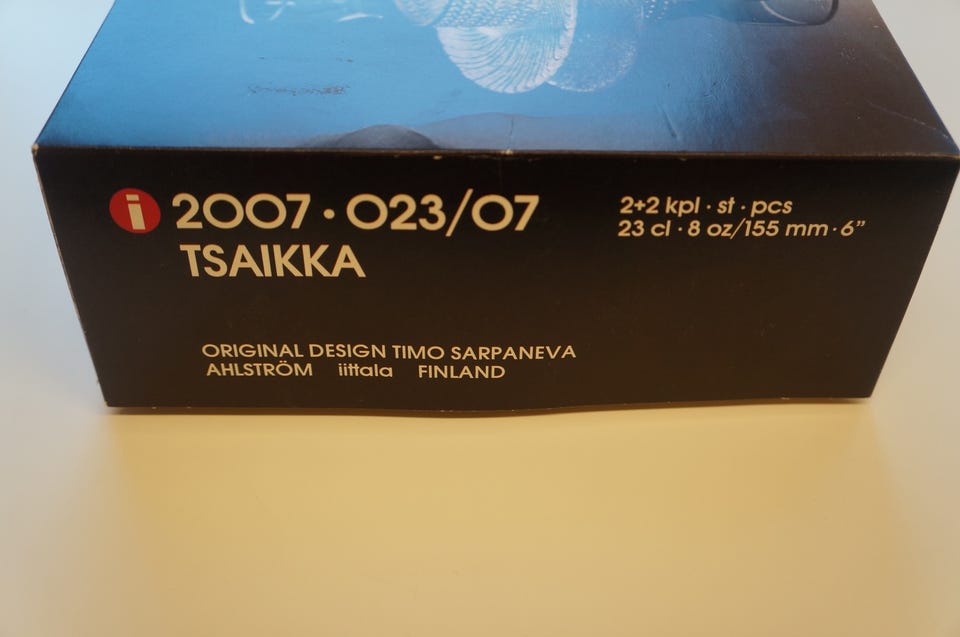 i 2007 · 023/07
TSAIKKA
2+2 kpl · st · pcs
23 cl · 8 oz/155 mm · 6”
ORIGINAL DESIGN TIMO SARPANEVA
AHLSTRÖM iittala FINLAND